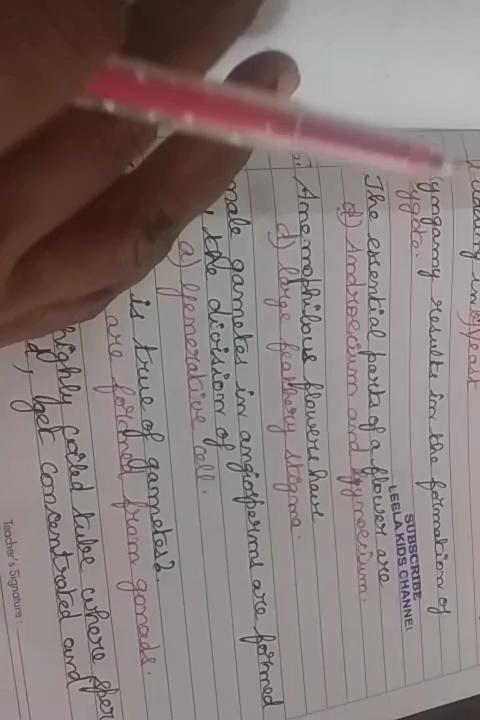 in yeast
Syngamy results in the formation of
zygote.
The essential parts of a flower are
d) Androecium and Gynoecium.
Anemophilous flowers have
d) large feathery stigma.
male gametes in angiosperms are formed
the division of
a) Generative cell.
is true of gametes?
are formed from gonads.
highly coiled tube where sper
get concentrated and
SUBSCRIBE
LEELA KIDS CHANNEL
Teacher's Signature :